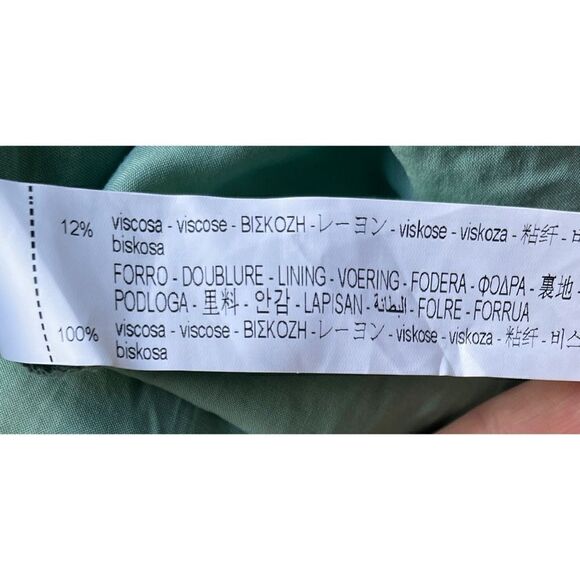 12% viscosa - viscose - ΒΙΣΚΟΖΗ - レーヨン - viskose - viskoza - 粘纤 -
biskosa
FORRO - DOUBLURE - LINING - VOERING - FODERA - ΦΟΔΡΑ - 裏地 -
PODLOGA - 里料 - 안감 - LAPISAN - البطانة - FOLRE - FORRUA
100% viscosa - viscose - ΒΙΣΚΟΖΗ - レーヨン - viskose - viskoza - 粘纤 - 비스
biskosa